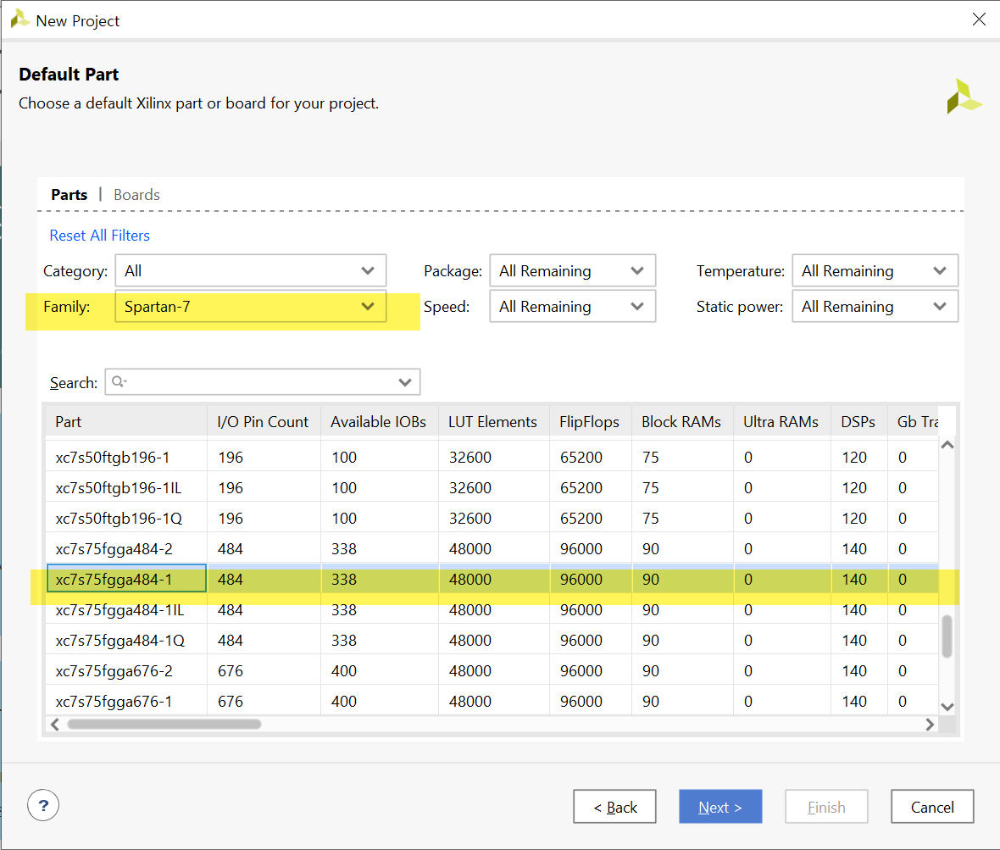 New Project
Default Part
Choose a default Xilinx part or board for your project.
Parts | Boards
Reset All Filters
Category: All Package: All Remaining Temperature: All Remaining
Family: Spartan-7 Speed: All Remaining Static power: All Remaining
Search:
Part I/O Pin Count Available IOBs LUT Elements FlipFlops Block RAMs Ultra RAMs DSPs Gb Tra
xc7s50ftgb196-1 196 100 32600 65200 75 0 120 0
xc7s50ftgb196-1IL 196 100 32600 65200 75 0 120 0
xc7s50ftgb196-1Q 196 100 32600 65200 75 0 120 0
xc7s75fgga484-2 484 338 48000 96000 90 0 140 0
xc7s75fgga484-1 484 338 48000 96000 90 0 140 0
xc7s75fgga484-1IL 484 338 48000 96000 90 0 140 0
xc7s75fgga484-1Q 484 338 48000 96000 90 0 140 0
xc7s75fgga676-2 676 400 48000 96000 90 0 140 0
xc7s75fgga676-1 676 400 48000 96000 90 0 140 0
? < Back Next > Finish Cancel